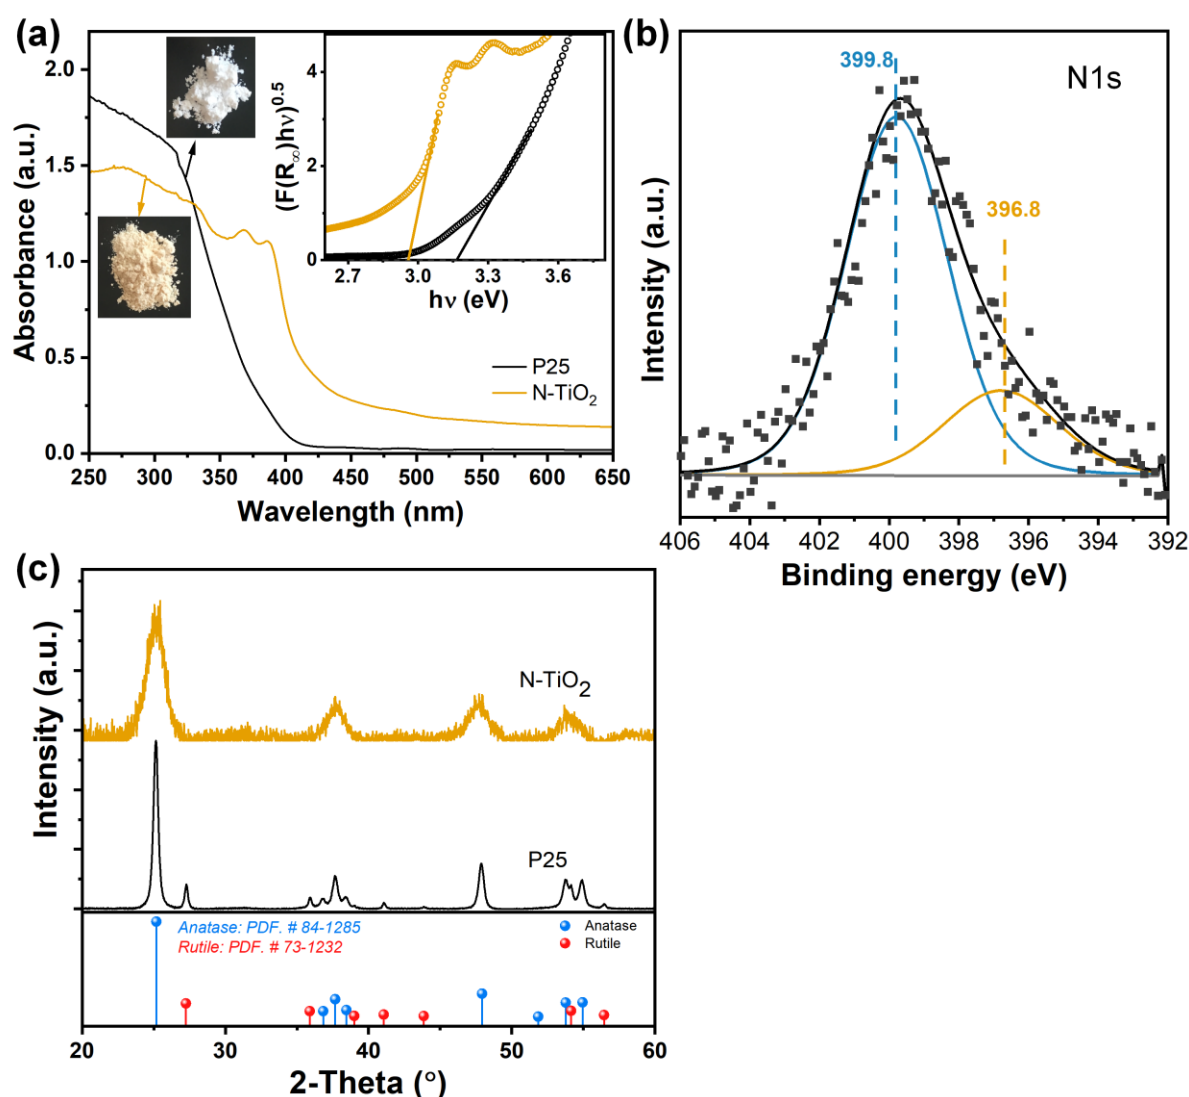 (a)
2.0
1.5
1.0
0.5
0.0
Absorbance (a.u.)
250 300 350 400 450 500 550 600 650
Wavelength (nm)
P25
N-TiO2
4
2
0
(F(R∞)hν)0.5
2.7 3.0 3.3 3.6
hν (eV)
(b)
399.8
N1s
396.8
Intensity (a.u.)
406 404 402 400 398 396 394 392
Binding energy (eV)
(c)
N-TiO2
P25
Intensity (a.u.)
Anatase: PDF. # 84-1285
Rutile: PDF. # 73-1232
Anatase
Rutile
20 30 40 50 60
2-Theta (°)